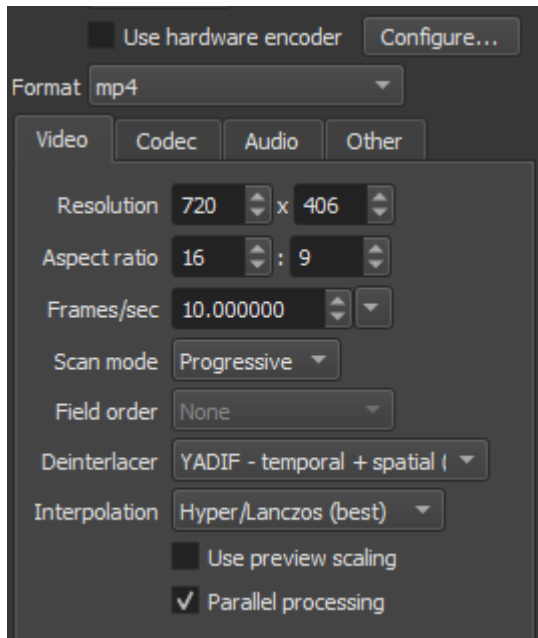 Use hardware encoder Configure...
Format mp4
Video Codec Audio Other
Resolution 720 x 406
Aspect ratio 16 : 9
Frames/sec 10.000000
Scan mode Progressive
Field order None
Deinterlacer YADIF - temporal + spatial (
Interpolation Hyper/Lanczos (best)
Use preview scaling
Parallel processing